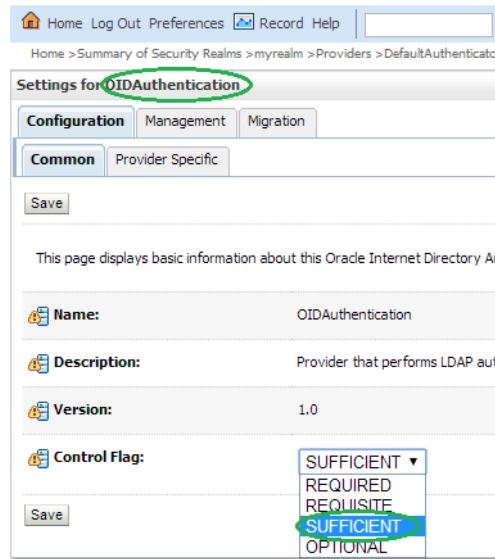 Home Log Out Preferences Record Help
Home >Summary of Security Realms >myrealm >Providers >DefaultAuthenticato
Settings for OIDAuthentication
Configuration Management Migration
Common Provider Specific
Save
This page displays basic information about this Oracle Internet Directory A
Name: OIDAuthentication
Description: Provider that performs LDAP aut
Version: 1.0
Control Flag: SUFFICIENT
REQUIRED
REQUISITE
SUFFICIENT
OPTIONAL
Save